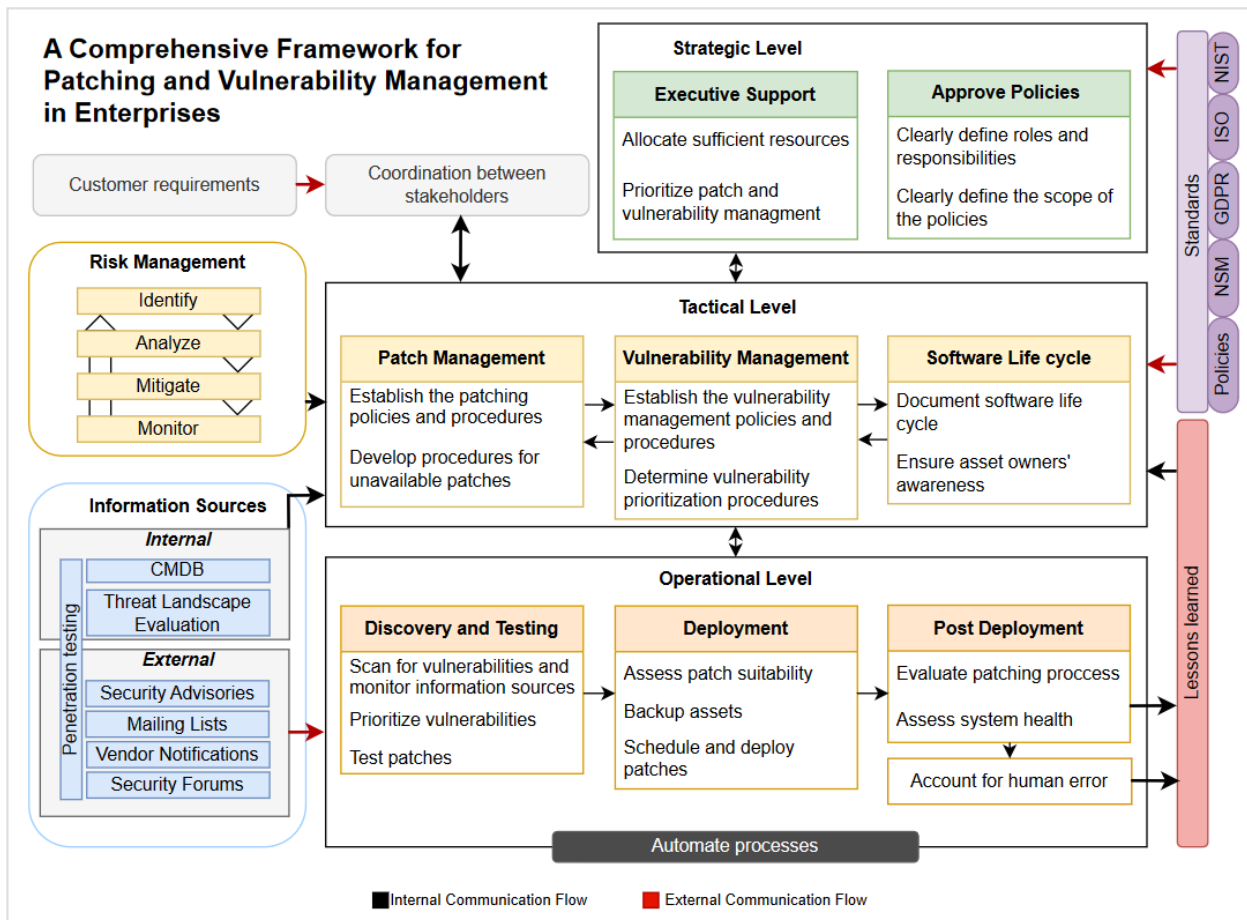 A Comprehensive Framework for
Patching and Vulnerability Management
in Enterprises
Customer requirements
Coordination between
stakeholders
Strategic Level
Executive Support
Allocate sufficient resources
Prioritize patch and
vulnerability managment
Approve Policies
Clearly define roles and
responsibilities
Clearly define the scope of
the policies
Standards
NIST
ISO
GDPR
NSM
Policies
Risk Management
Identify
Analyze
Mitigate
Monitor
Tactical Level
Patch Management
Establish the patching
policies and procedures
Develop procedures for
unavailable patches
Vulnerability Management
Establish the vulnerability
management policies and
procedures
Determine vulnerability
prioritization procedures
Software Life cycle
Document software life
cycle
Ensure asset owners'
awareness
Information Sources
Internal
CMDB
Threat Landscape
Evaluation
Penetration testing
External
Security Advisories
Mailing Lists
Vendor Notifications
Security Forums
Operational Level
Discovery and Testing
Scan for vulnerabilities and
monitor information sources
Prioritize vulnerabilities
Test patches
Deployment
Assess patch suitability
Backup assets
Schedule and deploy
patches
Post Deployment
Evaluate patching proccess
Assess system health
Account for human error
Lessons learned
Automate processes
Internal Communication Flow
External Communication Flow